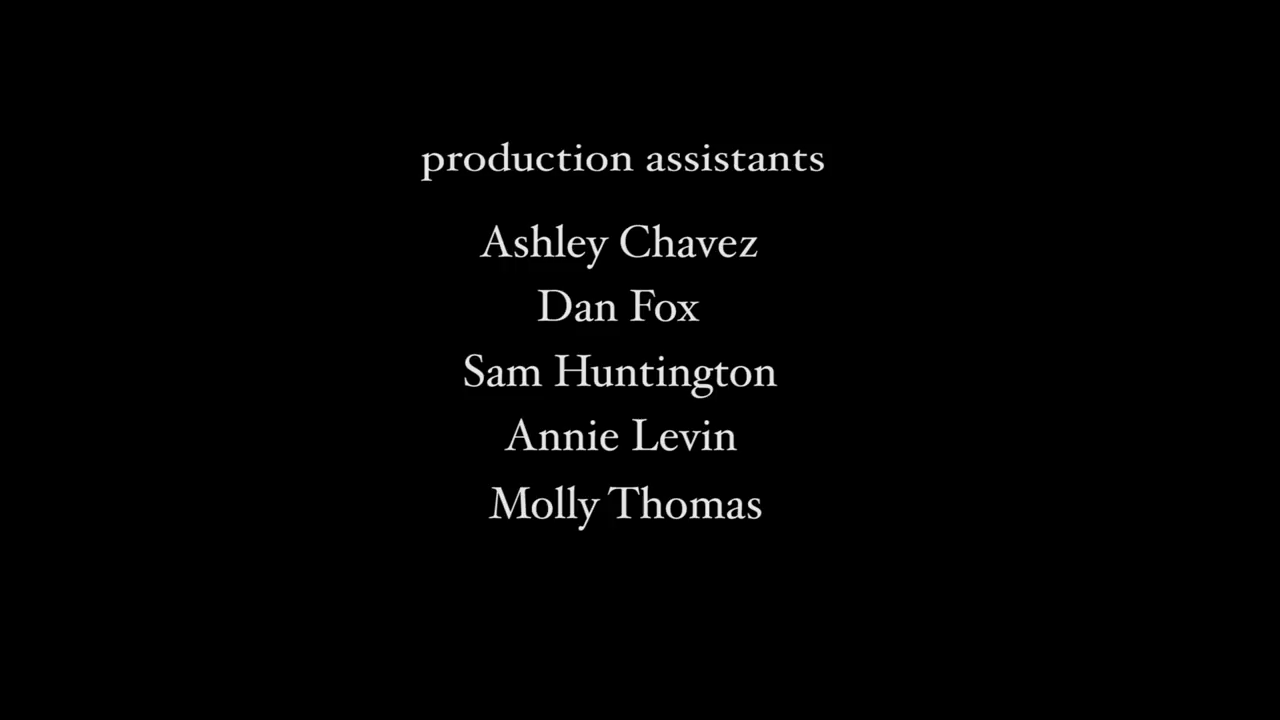 production assistants
Ashley Chavez
Dan Fox
Sam Huntington
Annie Levin
Molly Thomas